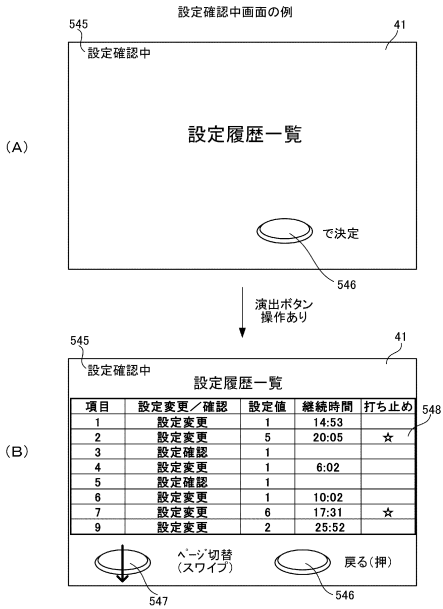 設定確認中画面の例
545
41
設定確認中
(A)
設定履歴一覧
で決定
546
演出ボタン
操作あり
545
41
設定確認中
設定履歴一覧
項目 設定変更／確認 設定値 継続時間 打ち止め
548
1 設定変更 1 14:53
2 設定変更 5 20:05 ☆
3 設定確認 1
(B)
4 設定変更 1 6:02
5 設定確認 1
6 設定変更 1 10:02
7 設定変更 6 17:31 ☆
9 設定変更 2 25:52
ﾍﾟｰｼﾞ切替
(スワイプ)
戻る(押)
547
546